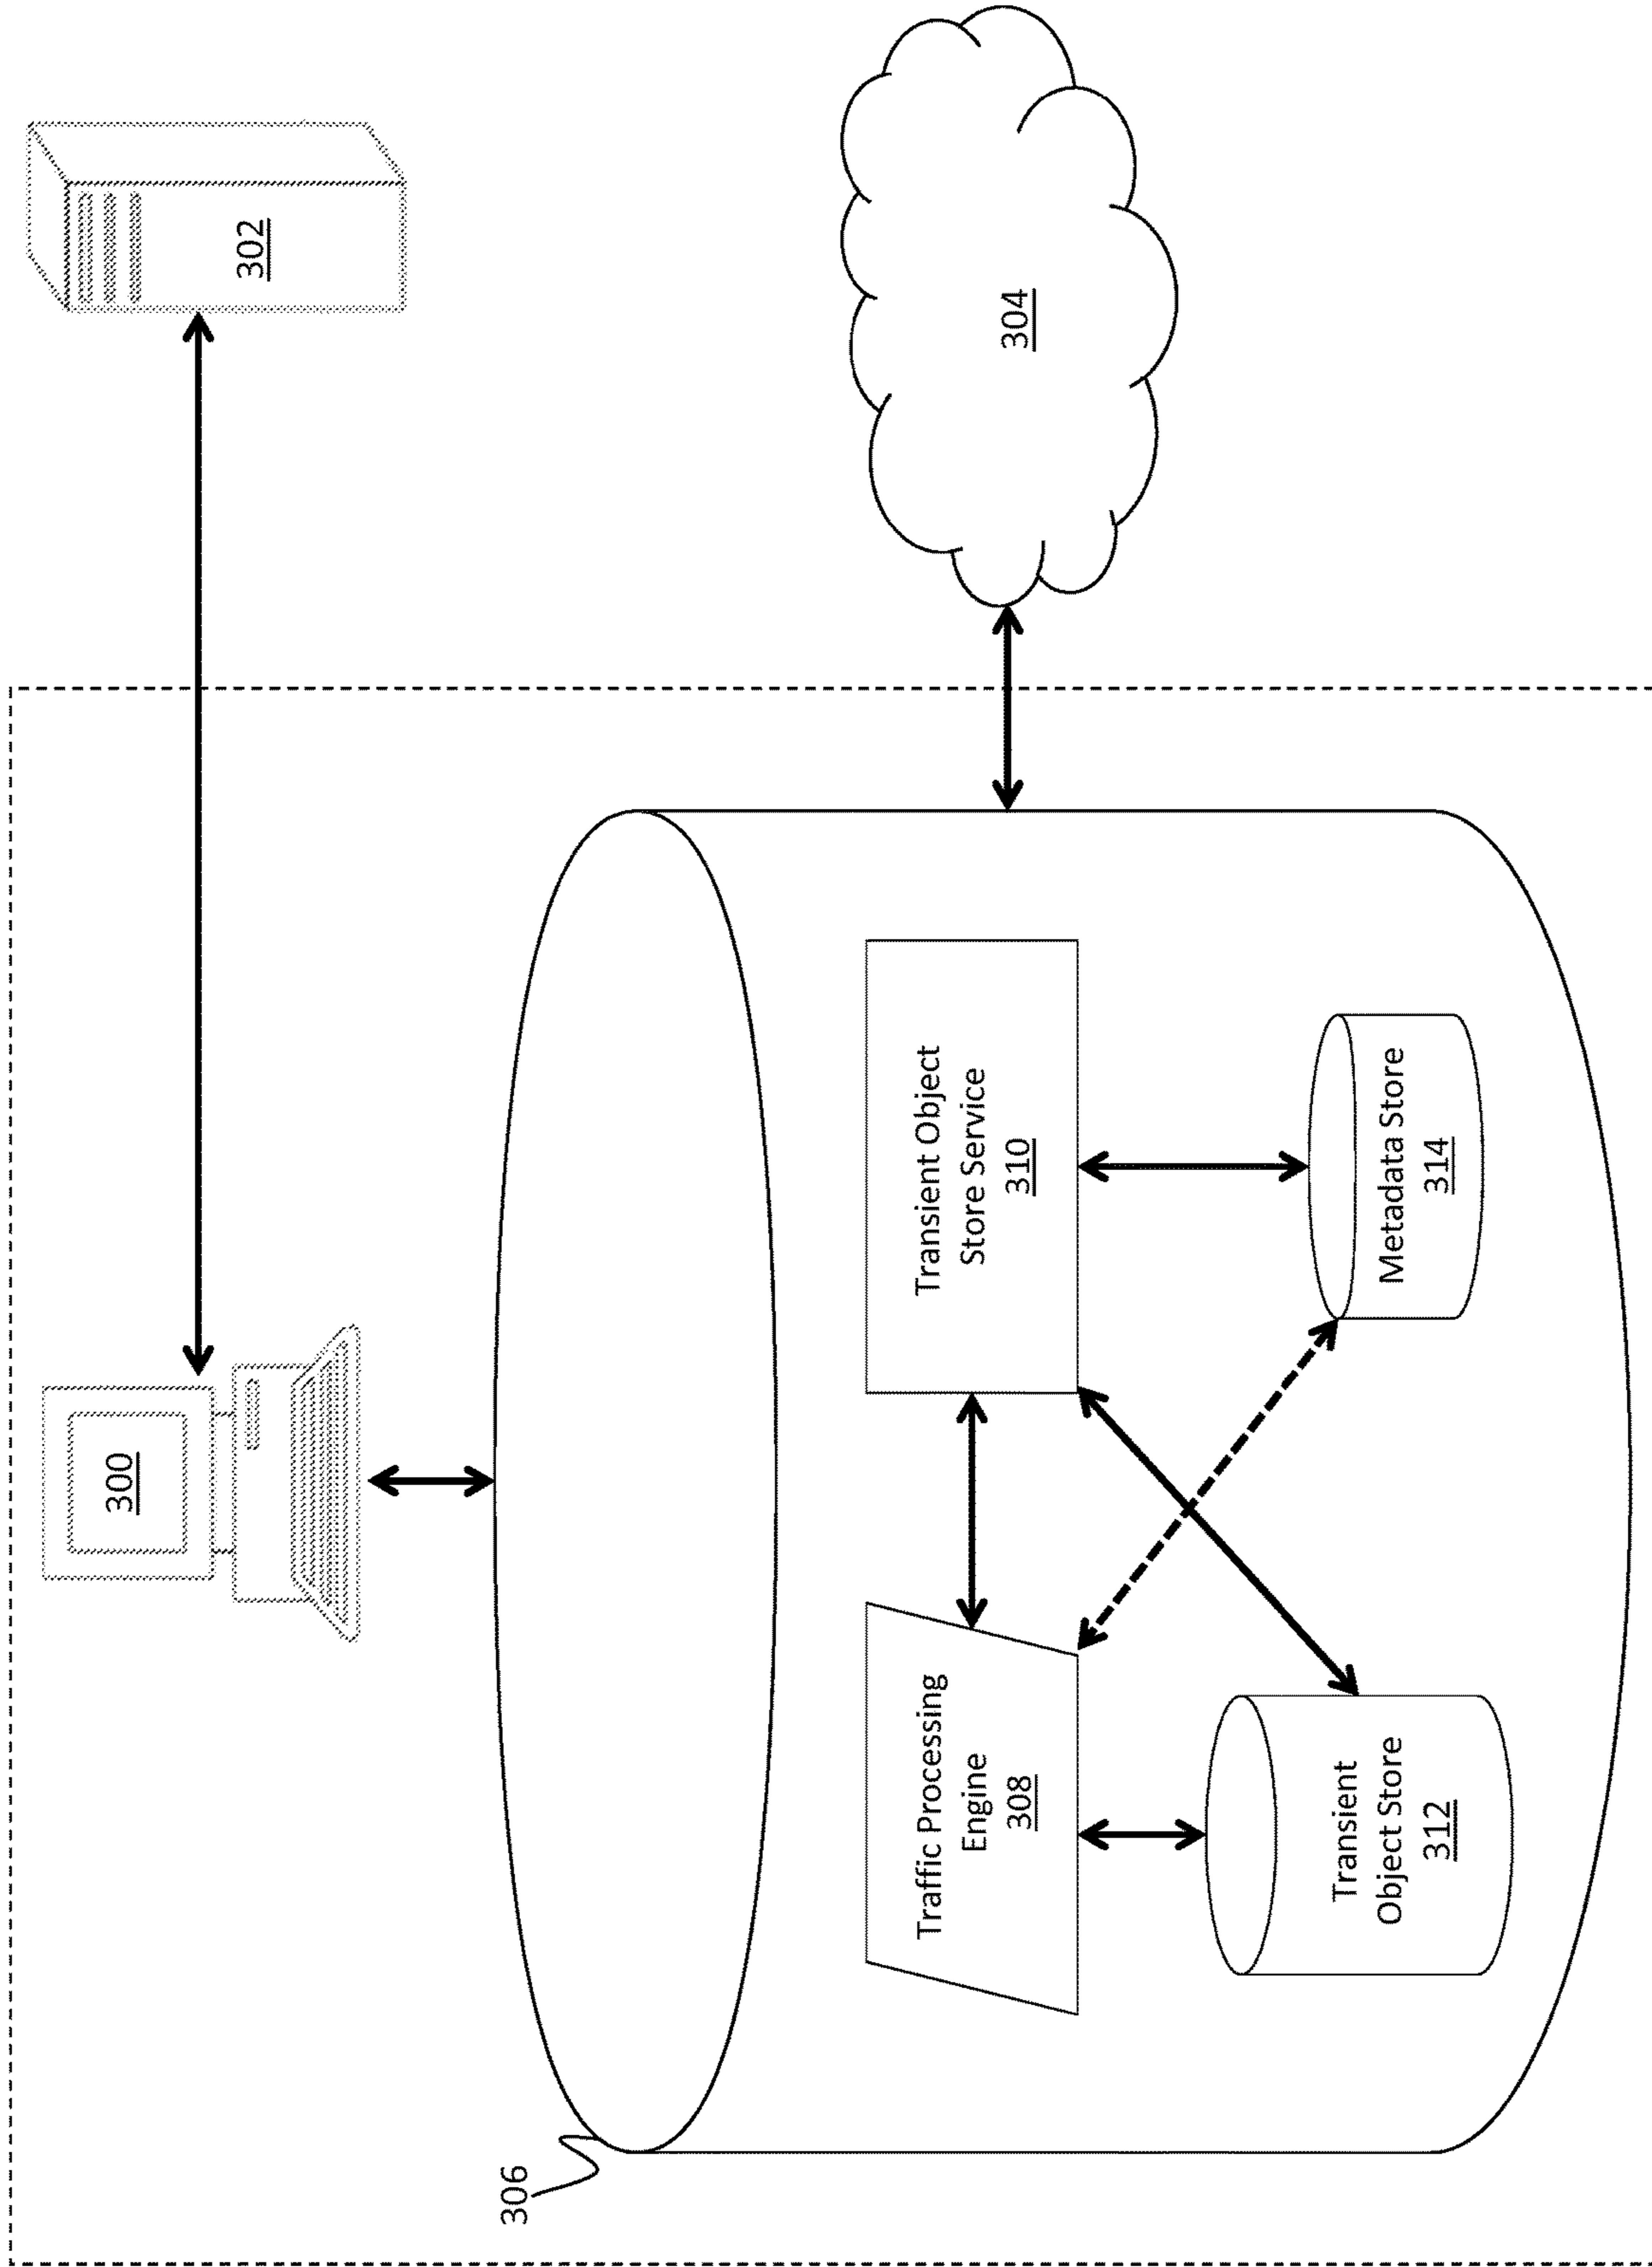 300
302
304
306
Traffic Processing
Engine
308
Transient Object
Store Service
310
Transient
Object Store
312
Metadata Store
314